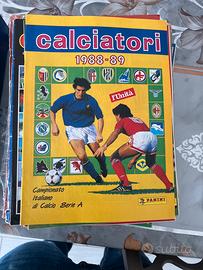 calciatori
1988-89
l'Unità
Campionato
Italiano
di Calcio Serie A
PANINI
subito